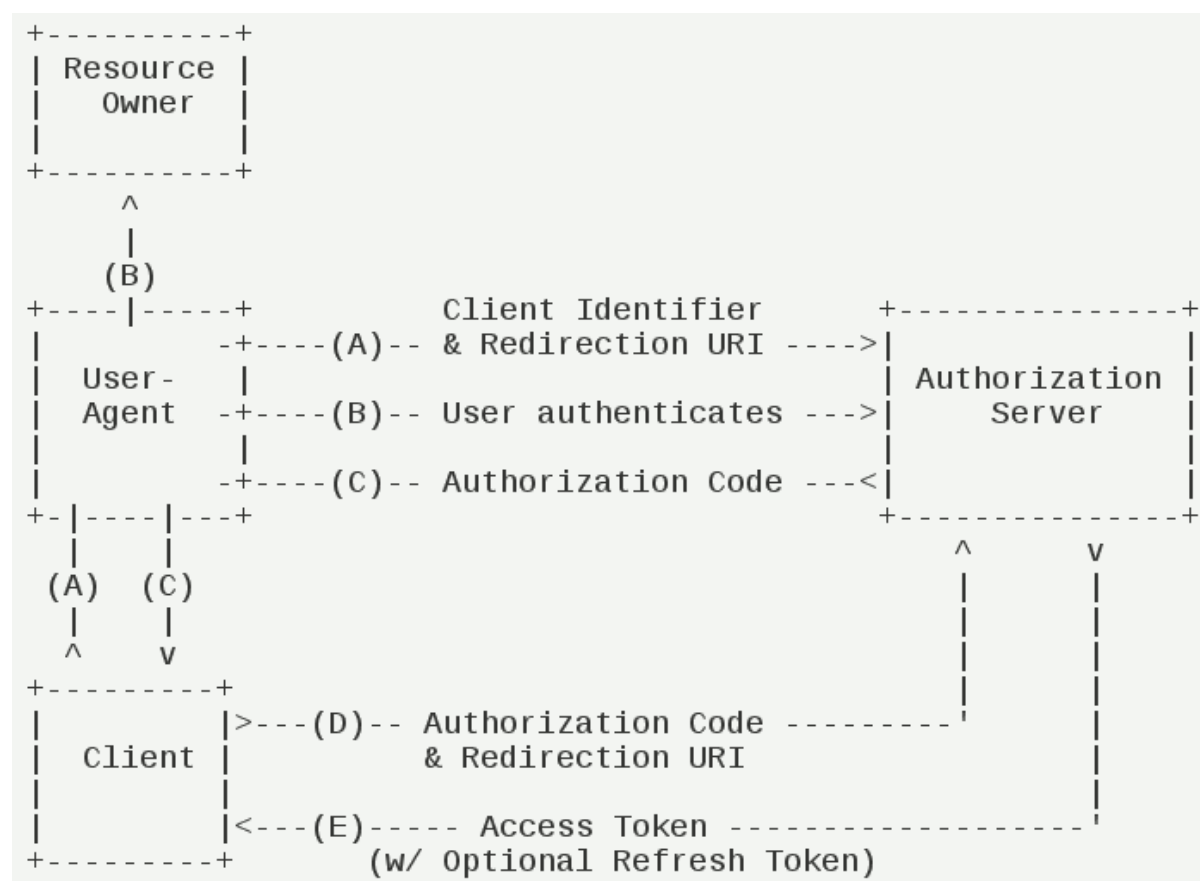 +----------+
| Resource |
|   Owner  |
|          |
+----------+
     ^
     |
    (B)
+----|-----+          Client Identifier      +---------------+
|         -+----(A)-- & Redirection URI ---->|               |
|  User-   |                                 | Authorization |
|  Agent  -+----(B)-- User authenticates --->|     Server    |
|          |                                 |               |
|         -+----(C)-- Authorization Code ---<|               |
+-|----|---+                                 +---------------+
  |    |                                         ^      v
 (A)  (C)                                        |      |
  |    |                                         |      |
  ^    v                                         |      |
+---------+                                      |      |
|         |>---(D)-- Authorization Code ---------'      |
|  Client |          & Redirection URI                  |
|         |                                             |
|         |<---(E)----- Access Token -------------------'
+---------+       (w/ Optional Refresh Token)